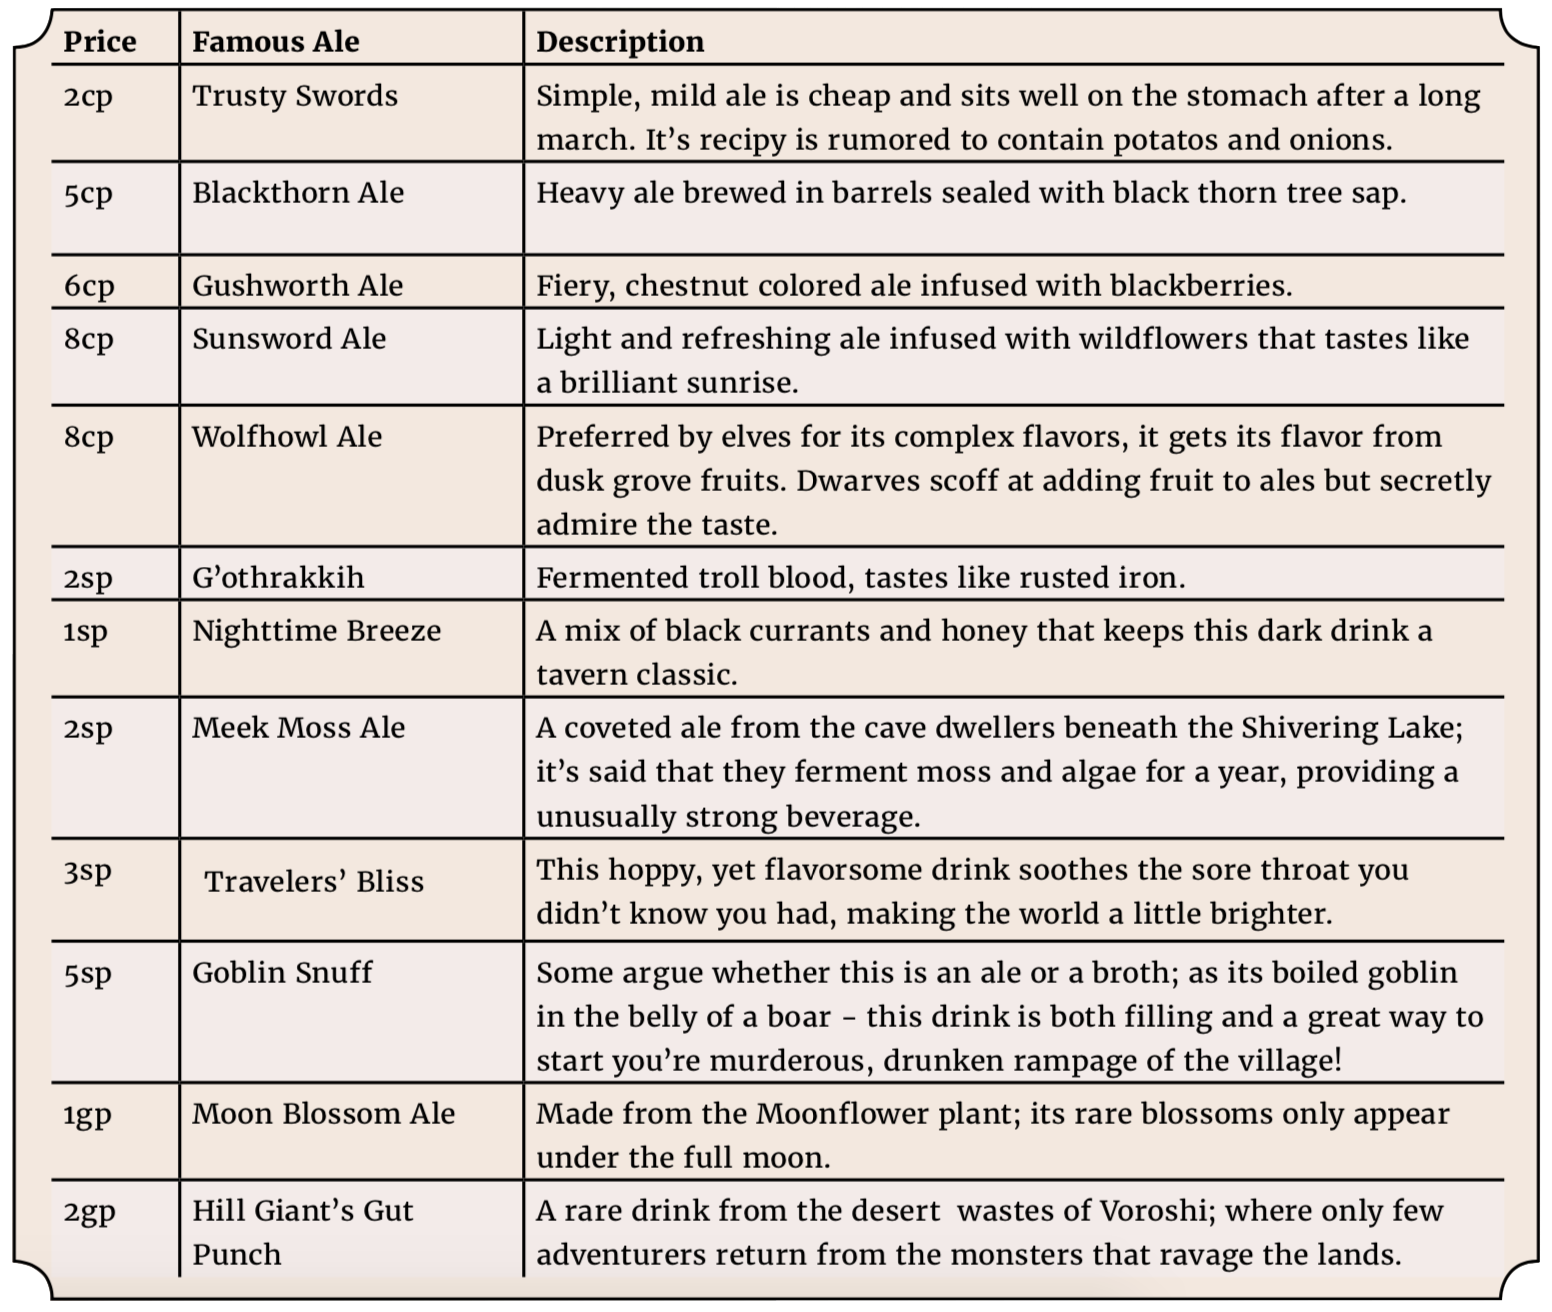 Price Famous Ale Description
2cp Trusty Swords Simple, mild ale is cheap and sits well on the stomach after a long
march. It’s recipy is rumored to contain potatos and onions.
5cp Blackthorn Ale Heavy ale brewed in barrels sealed with black thorn tree sap.
6cp Gushworth Ale Fiery, chestnut colored ale infused with blackberries.
8cp Sunsword Ale Light and refreshing ale infused with wildflowers that tastes like
a brilliant sunrise.
8cp Wolfhowl Ale Preferred by elves for its complex flavors, it gets its flavor from
dusk grove fruits. Dwarves scoff at adding fruit to ales but secretly
admire the taste.
2sp G’othrakkih Fermented troll blood, tastes like rusted iron.
1sp Nighttime Breeze A mix of black currants and honey that keeps this dark drink a
tavern classic.
2sp Meek Moss Ale A coveted ale from the cave dwellers beneath the Shivering Lake;
it’s said that they ferment moss and algae for a year, providing a
unusually strong beverage.
3sp Travelers’ Bliss This hoppy, yet flavorsome drink soothes the sore throat you
didn’t know you had, making the world a little brighter.
5sp Goblin Snuff Some argue whether this is an ale or a broth; as its boiled goblin
in the belly of a boar - this drink is both filling and a great way to
start you’re murderous, drunken rampage of the village!
1gp Moon Blossom Ale Made from the Moonflower plant; its rare blossoms only appear
under the full moon.
2gp Hill Giant’s Gut A rare drink from the desert wastes of Voroshi; where only few
Punch adventurers return from the monsters that ravage the lands.